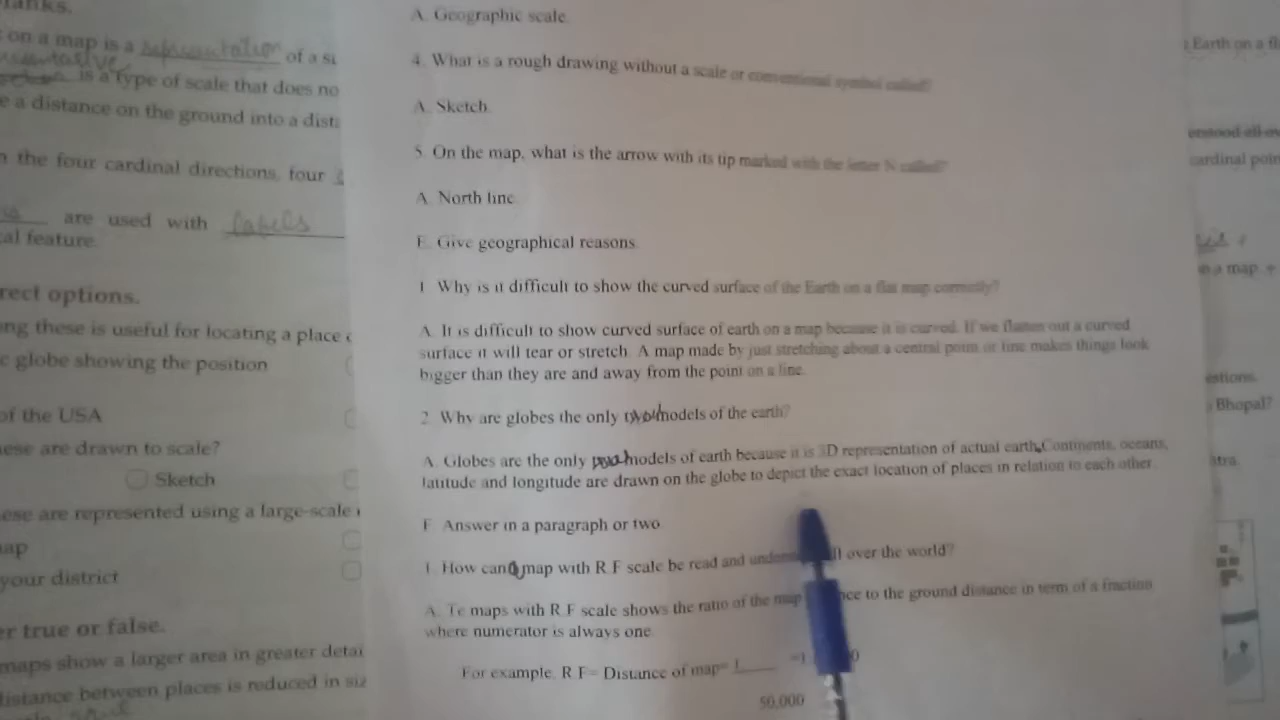 on a map is a representation of a
is a type of scale that does no
e a distance on the ground into a
the four cardinal directions, four
are used with labels
al feature.
rect options.
ng these is useful for locating a place
c globe showing the position
of the USA
ese are drawn to scale?
Sketch
ese are represented using a large-scale
ap
your district
er true or false.
maps show a larger area in greater detai
distance between places is reduced in siz
A. Geographic scale.
4. What is a rough drawing without a scale or conventional symbol called?
A. Sketch.
5. On the map, what is the arrow with its tip marked with the letter N called?
A. North line.
E. Give geographical reasons.
1. Why is it difficult to show the curved surface of the Earth on a flat map correctly?
A. It is difficult to show curved surface of earth on a map because it is curved. If we flatten out a curved
surface it will tear or stretch. A map made by just stretching about a central point or line makes things look
bigger than they are and away from the point on a line.
2. Why are globes the only models of the earth?
A. Globes are the only models of earth because it is 3D representation of actual earth, Continents, oceans,
latitude and longitude are drawn on the globe to depict the exact location of places in relation to each other.
F. Answer in a paragraph or two.
1. How can a map with R.F scale be read and over the world?
A. Te maps with R.F scale shows the ratio of the map to the ground distance in term of a fraction
where numerator is always one.
For example. R.F= Distance of map= 1
50,000
Earth on a
cardinal
a map.
Bhopal?